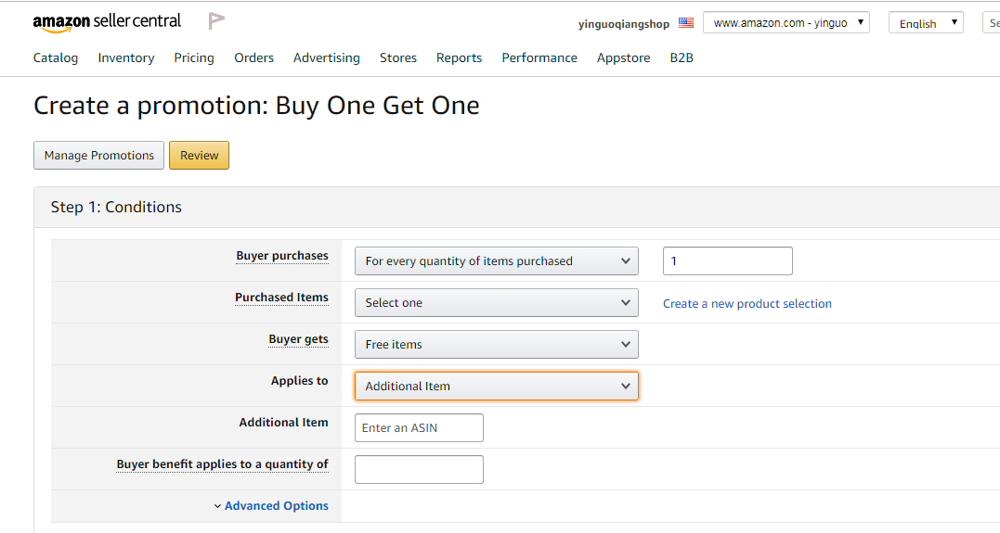 amazon seller central
yinguoqiangshop www.amazon.com - yinguo English Se
Catalog Inventory Pricing Orders Advertising Stores Reports Performance Appstore B2B
Create a promotion: Buy One Get One
Manage Promotions Review
Step 1: Conditions
Buyer purchases For every quantity of items purchased 1
Purchased Items Select one Create a new product selection
Buyer gets Free items
Applies to Additional Item
Additional Item Enter an ASIN
Buyer benefit applies to a quantity of
Advanced Options